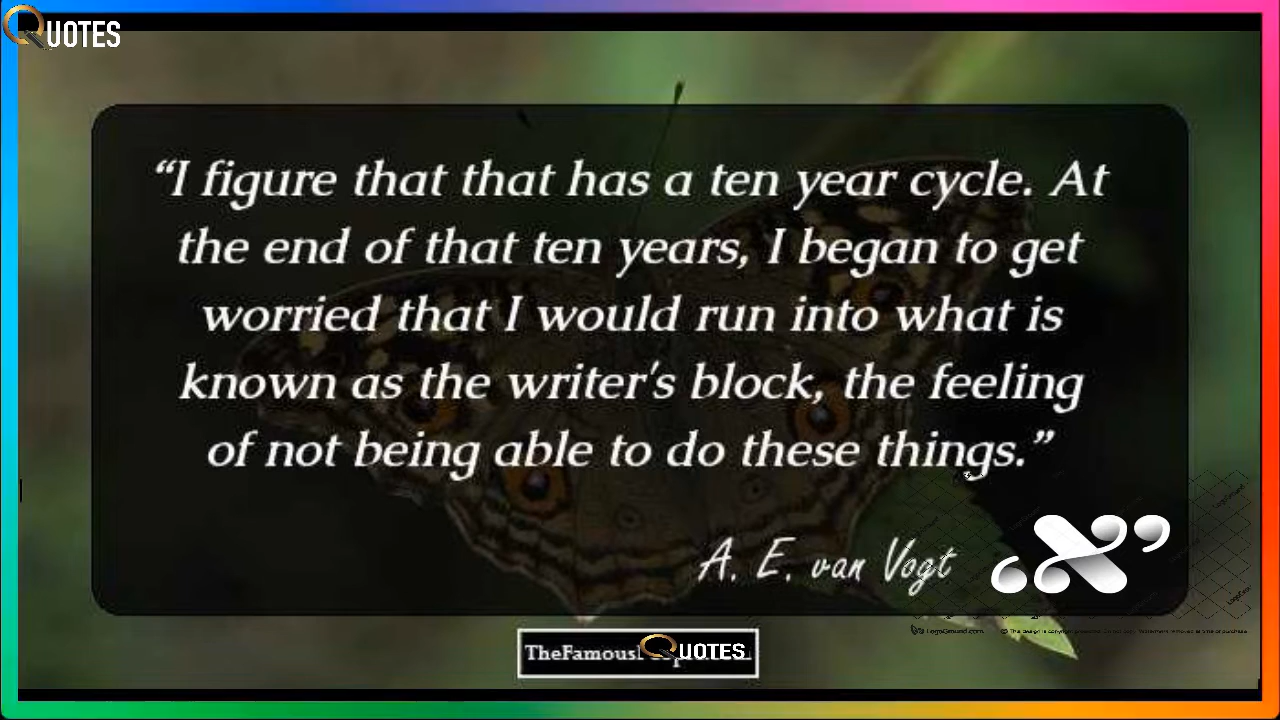 QUOTES
“I figure that that has a ten year cycle. At
the end of that ten years, I began to get
worried that I would run into what is
known as the writer's block, the feeling
of not being able to do these things.”
A. E. van Vogt
TheFamous
QUOTES